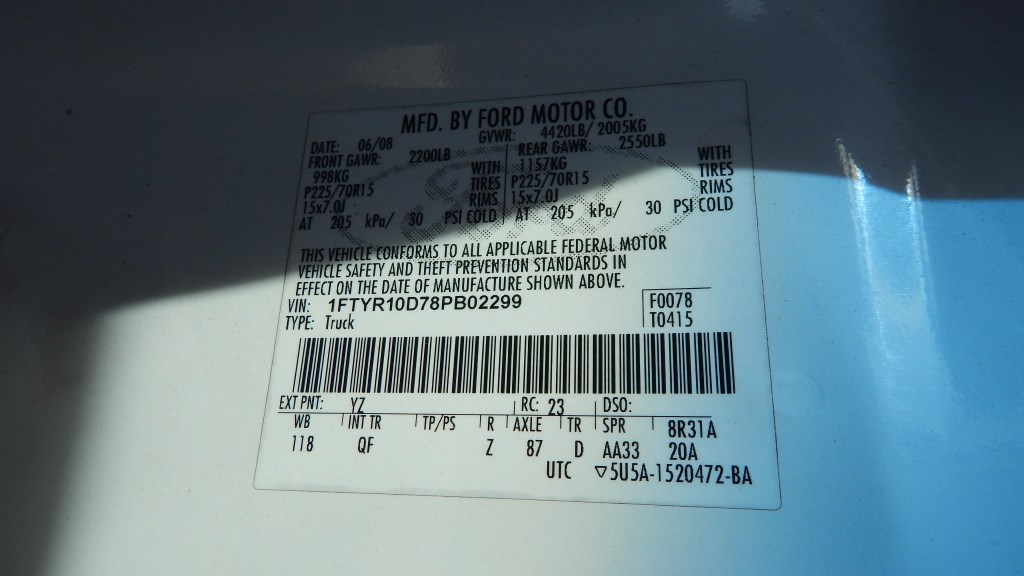 MFD. BY FORD MOTOR CO.
DATE: 06/08 GVWR: 4420LB/ 2005KG
FRONT GAWR: 2200LB REAR GAWR: 2550LB
998KG WITH 1157KG WITH
P225/70R15 TIRES P225/70R15 TIRES
15x7.0J RIMS 15x7.0J RIMS
AT 205 kPa/ 30 PSI COLD AT 205 kPa/ 30 PSI COLD
THIS VEHICLE CONFORMS TO ALL APPLICABLE FEDERAL MOTOR
VEHICLE SAFETY AND THEFT PREVENTION STANDARDS IN
EFFECT ON THE DATE OF MANUFACTURE SHOWN ABOVE.
VIN: 1FTYR10D78PB02299 F0078
TYPE: Truck T0415
EXT PNT: YZ RC: 23 DSO:
WB INT TR TP/PS R AXLE TR SPR 8R31A
118 QF Z 87 D AA33 20A
UTC ▽5U5A-1520472-BA